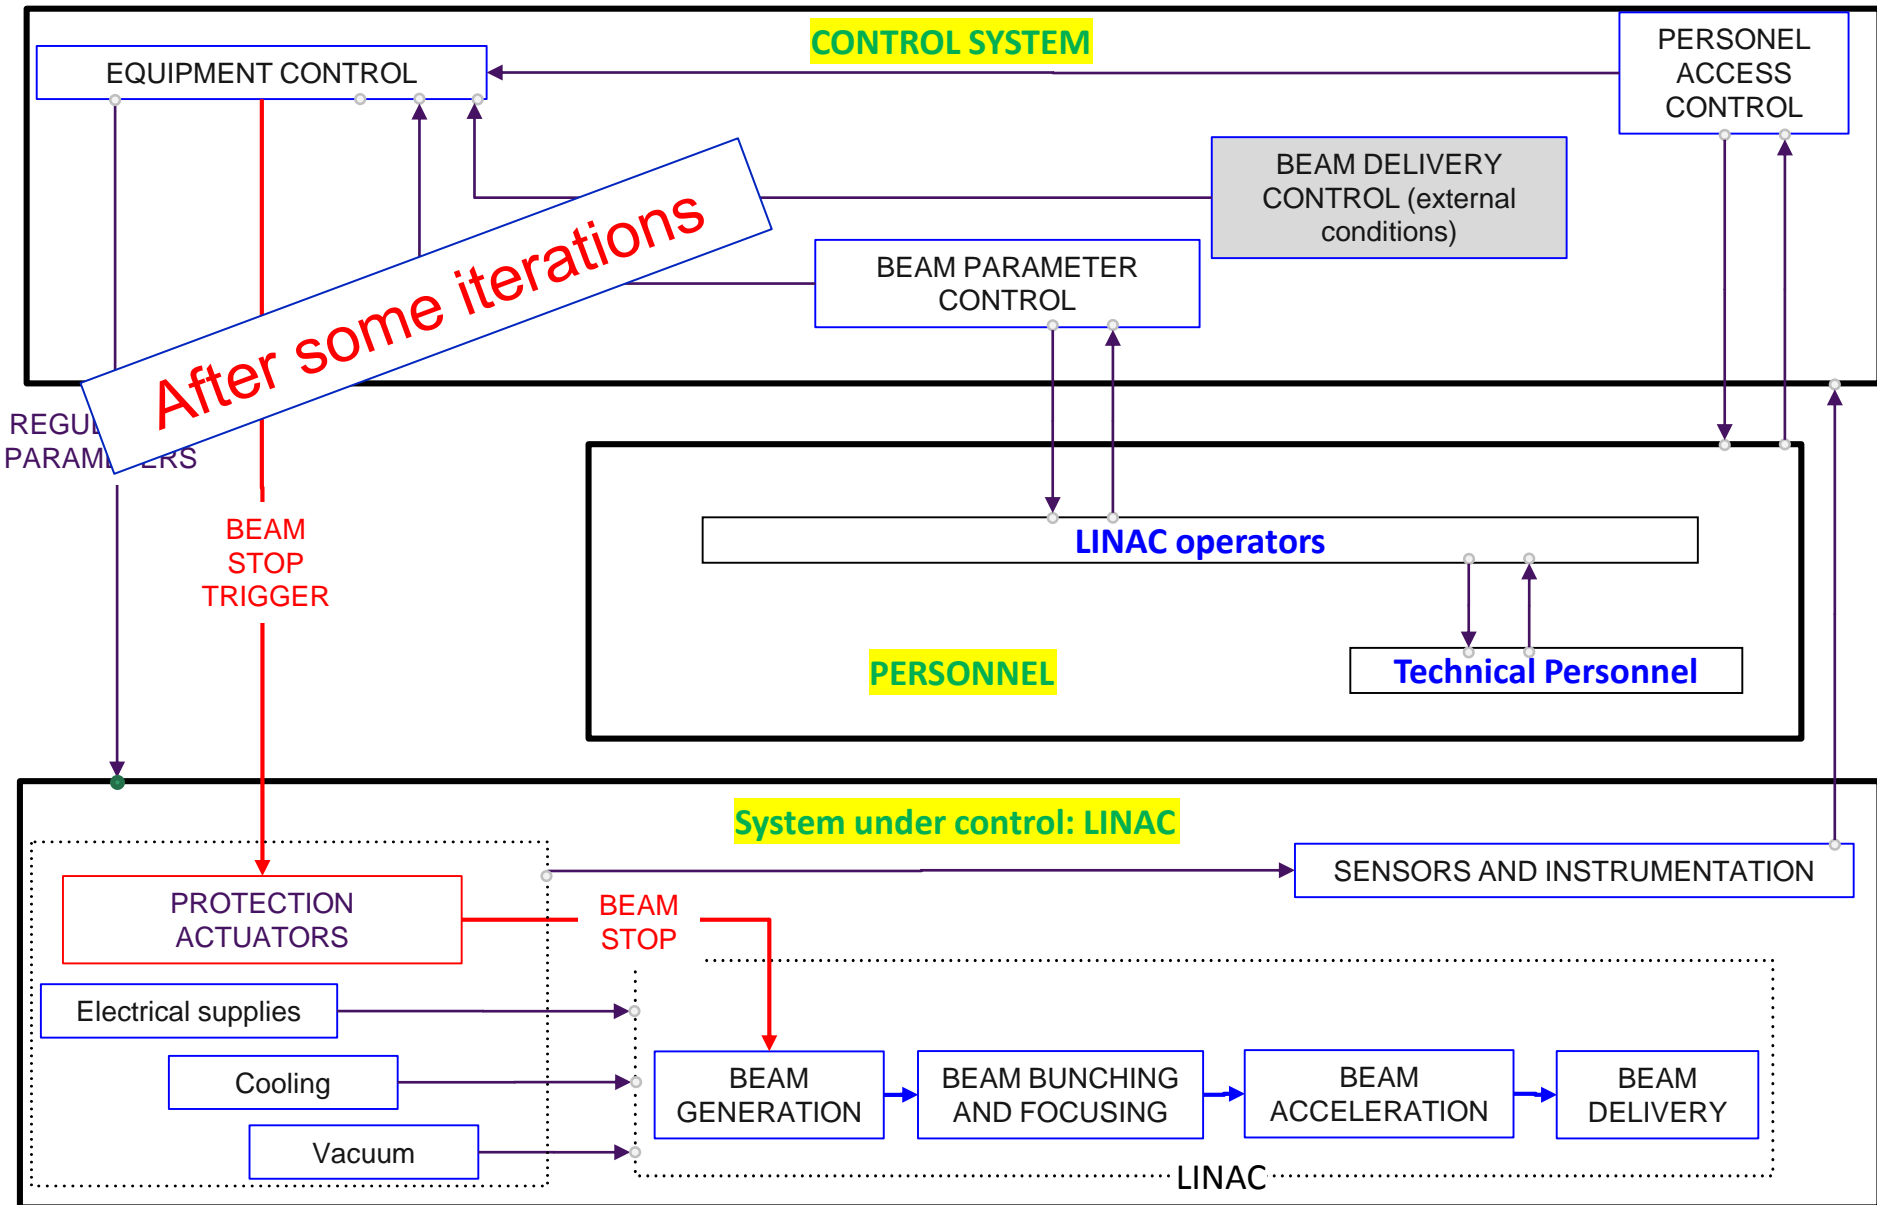 CONTROL SYSTEM
EQUIPMENT CONTROL
PERSONEL
ACCESS
CONTROL
BEAM DELIVERY
CONTROL (external
conditions)
BEAM PARAMETER
CONTROL
After some iterations
BEAM
STOP
TRIGGER
LINAC operators
PERSONNEL
Technical Personnel
System under control: LINAC
SENSORS AND INSTRUMENTATION
PROTECTION
ACTUATORS
BEAM
STOP
Electrical supplies
Cooling
Vacuum
BEAM
GENERATION
BEAM BUNCHING
AND FOCUSING
BEAM
ACCELERATION
BEAM
DELIVERY
LINAC